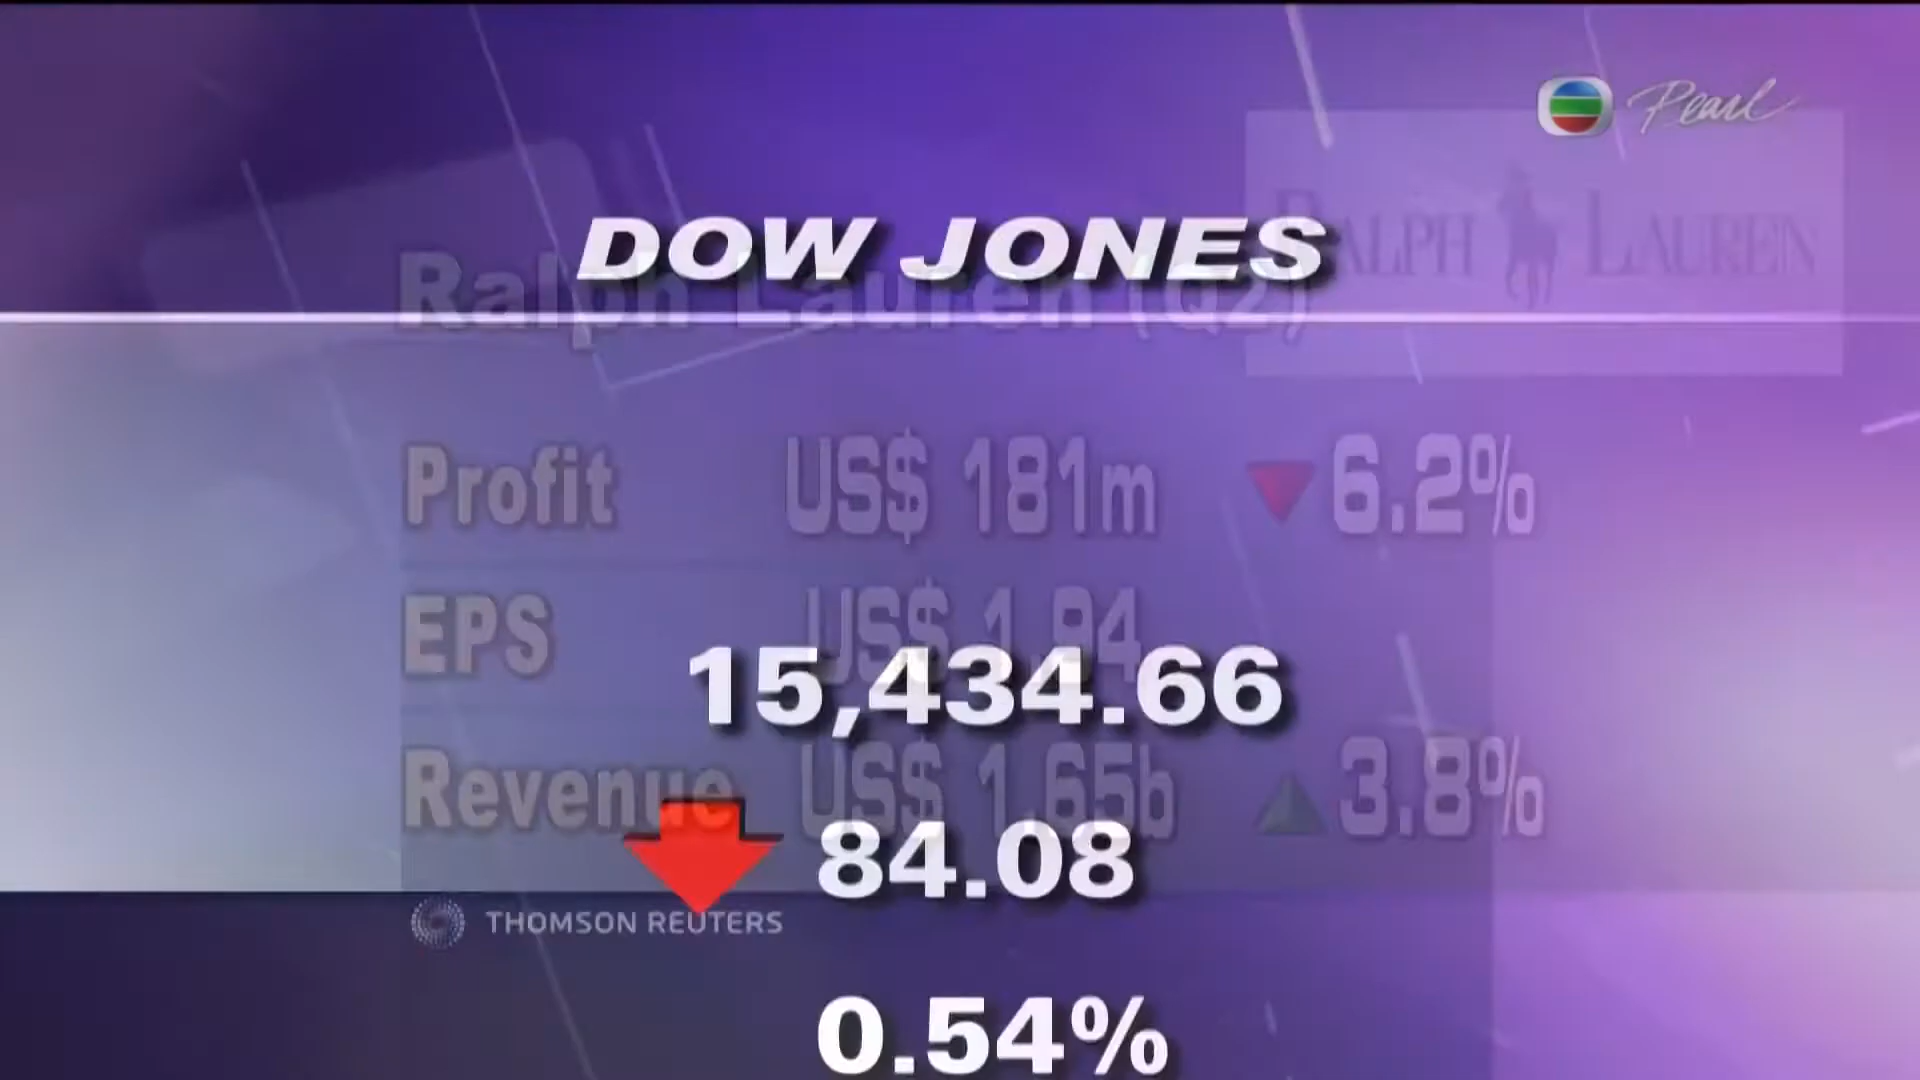 Pearl
RALPH LAUREN
DOW JONES
Ralph Lauren (Q2)
Profit US$ 181m 6.2%
EPS US$ 1.94
15,434.66
Revenue US$ 1.65b 3.8%
84.08
THOMSON REUTERS
0.54%